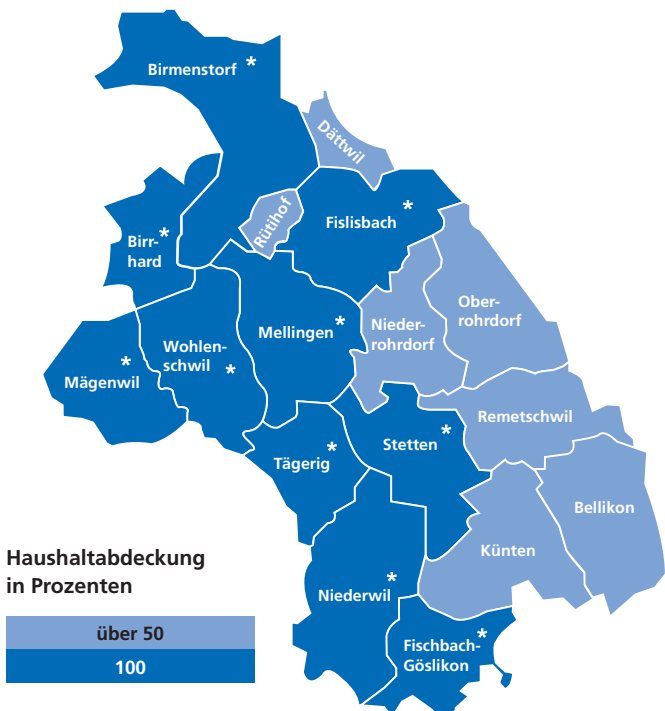 Birmenstorf *
Dättwil
Rütihof
Fislisbach *
Birr- *
hard
Ober-
rohrdorf
Nieder-
rohrdorf
Mellingen *
Wohlen-
schwil *
*
Mägenwil
Remetschwil
Stetten *
Tägerig *
Bellikon
Künten
Haushaltabdeckung
in Prozenten
über 50
100
Niederwil *
Fischbach- *
Göslikon